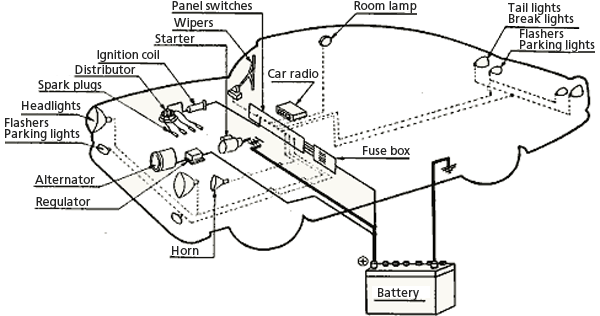 Panel switches
Room lamp
Tail lights
Break lights
Wipers
Starter
Flashers
Parking lights
Ignition coil
Distributor
Car radio
Spark plugs
Headlights
Flashers
Parking lights
Fuse box
Alternator
Requlator
Horn
Battery